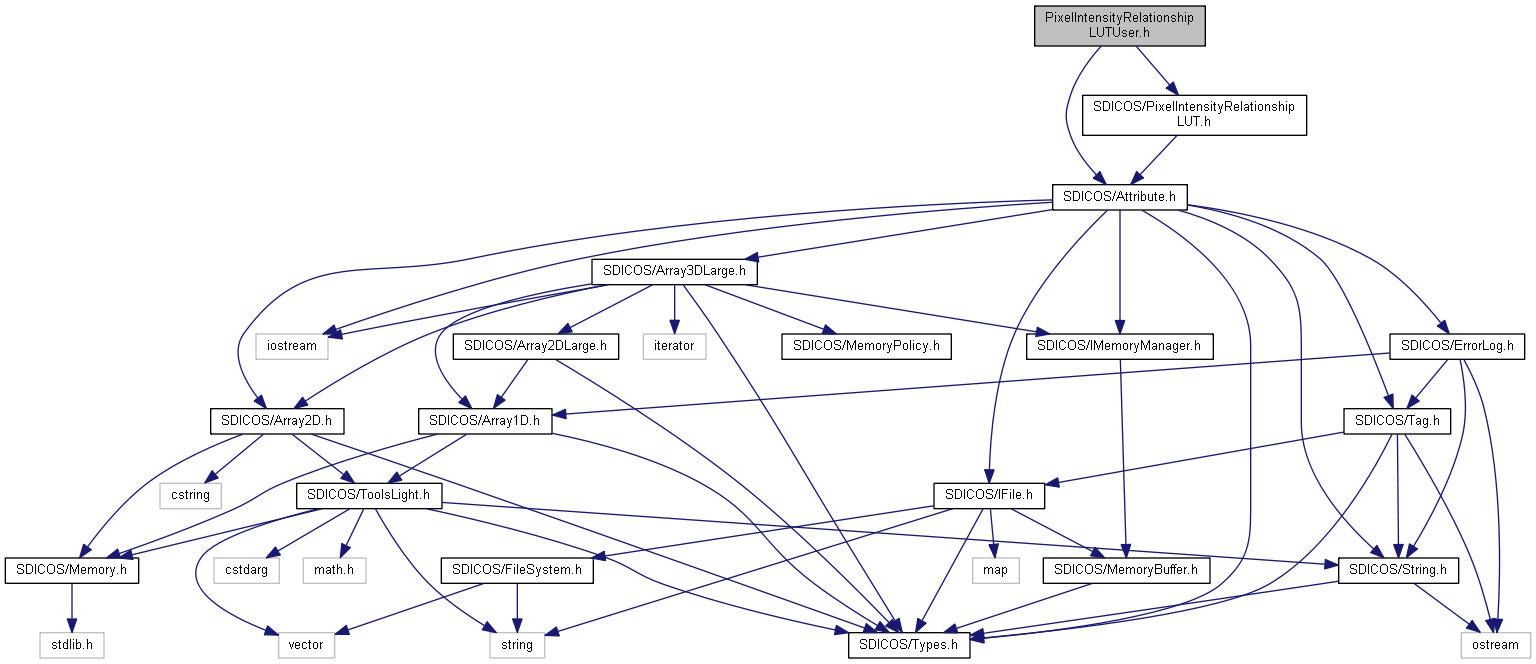 PixelIntensityRelationship
LUTUser.h
SDICOS/PixelIntensityRelationship
LUT.h
SDICOS/Attribute.h
SDICOS/Array3DLarge.h
iostream
SDICOS/Array2DLarge.h
iterator
SDICOS/MemoryPolicy.h
SDICOS/IMemoryManager.h
SDICOS/ErrorLog.h
SDICOS/Array2D.h
SDICOS/Array1D.h
SDICOS/Tag.h
cstring
SDICOS/ToolsLight.h
SDICOS/IFile.h
SDICOS/Memory.h
cstdarg
math.h
SDICOS/FileSystem.h
map
SDICOS/MemoryBuffer.h
SDICOS/String.h
stdlib.h
vector
string
SDICOS/Types.h
ostream